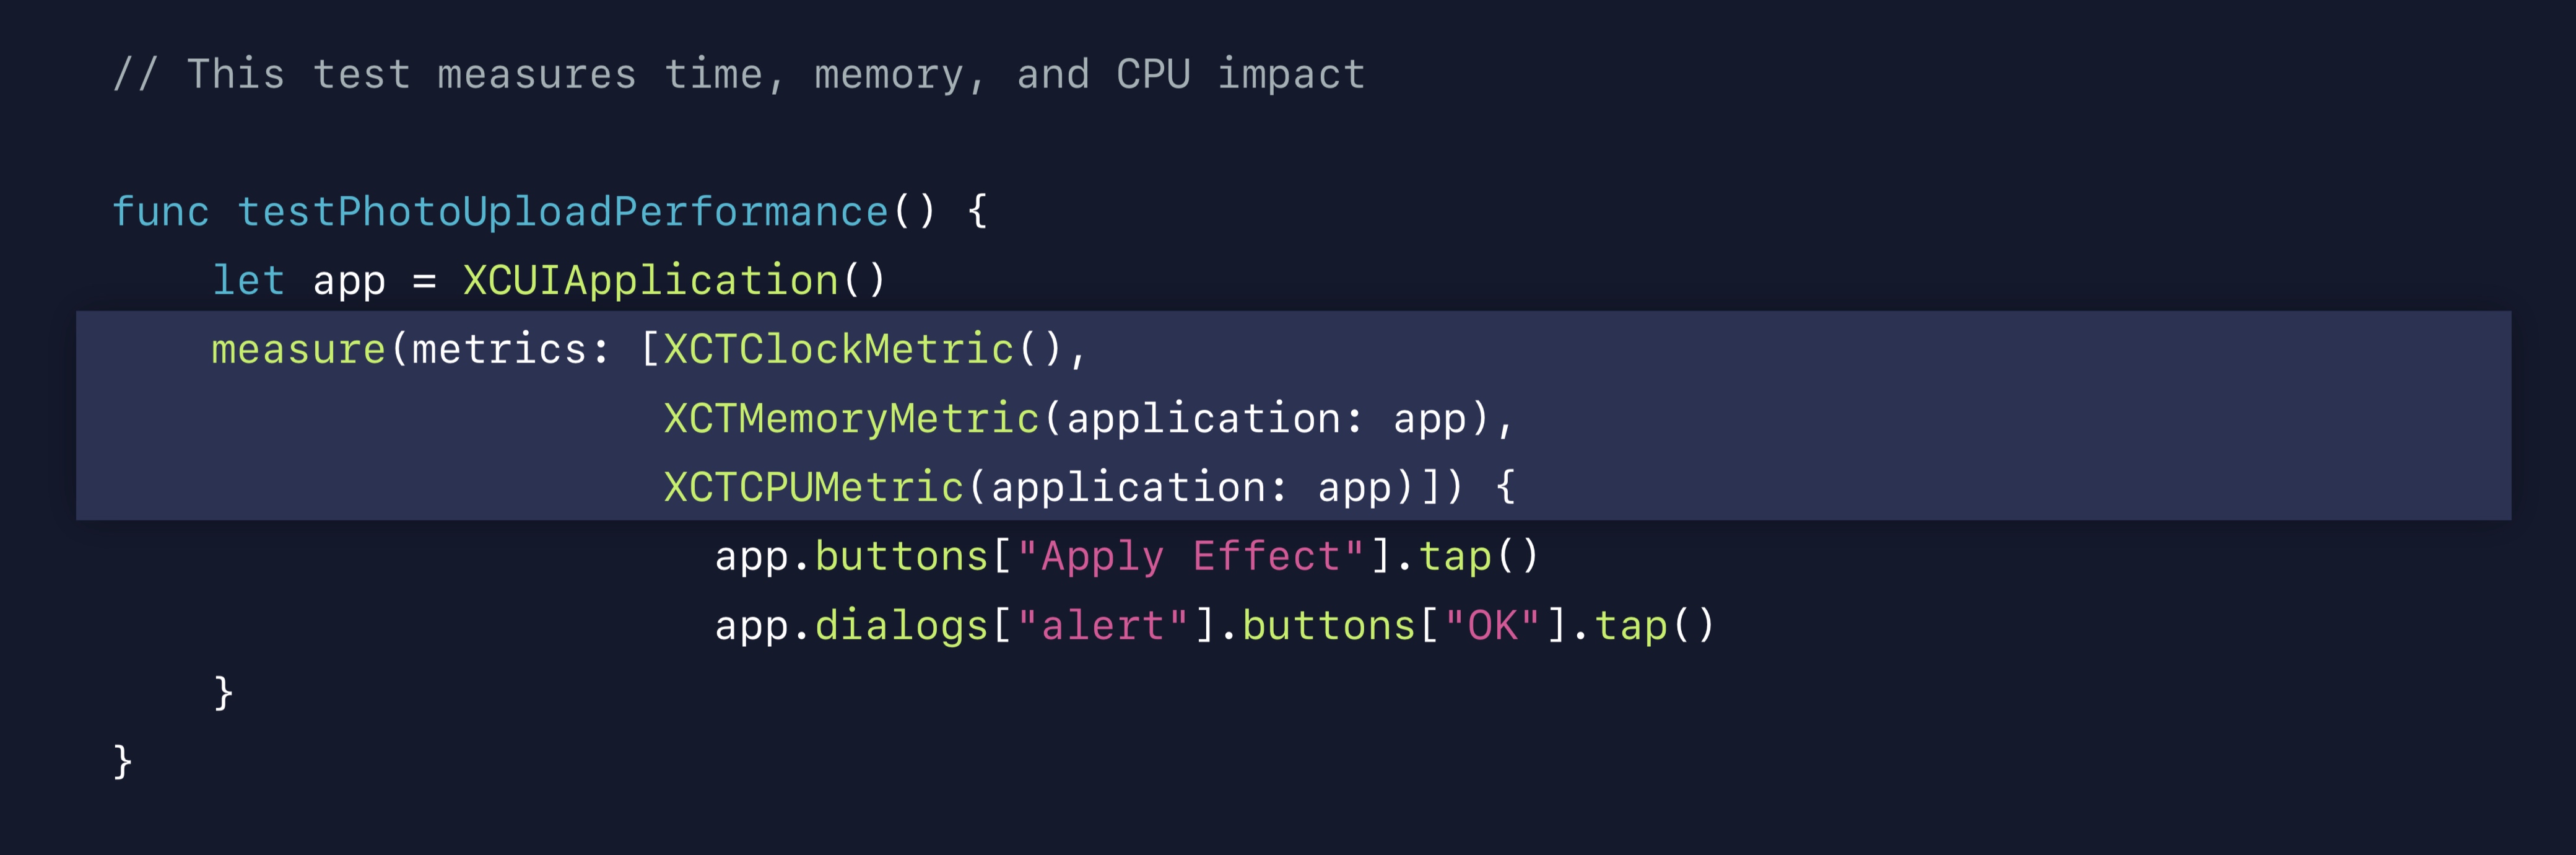 // This test measures time, memory, and CPU impact
func testPhotoUploadPerformance() {
let app = XCUIApplication()
measure(metrics: [XCTClockMetric(),
XCTMemoryMetric(application: app),
XCTCPUMetric(application: app)]) {
app.buttons["Apply Effect"].tap()
app.dialogs["alert"].buttons["OK"].tap()
}
}